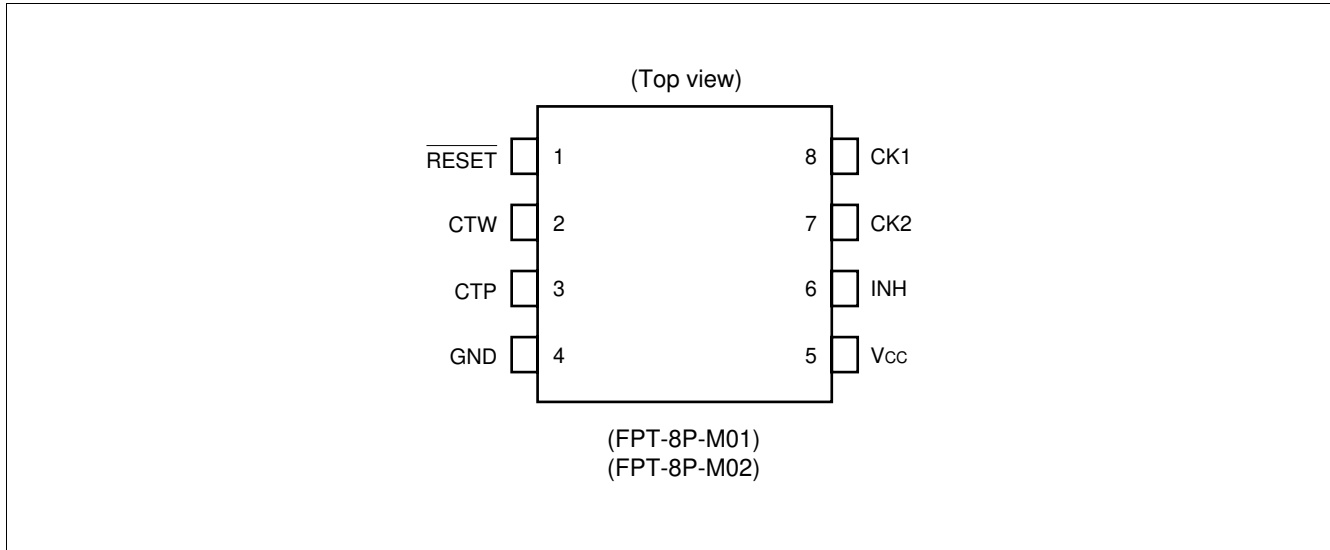 (Top view)
RESET 1 8 CK1
CTW 2 7 CK2
CTP 3 6 INH
GND 4 5 VCC
(FPT-8P-M01)
(FPT-8P-M02)